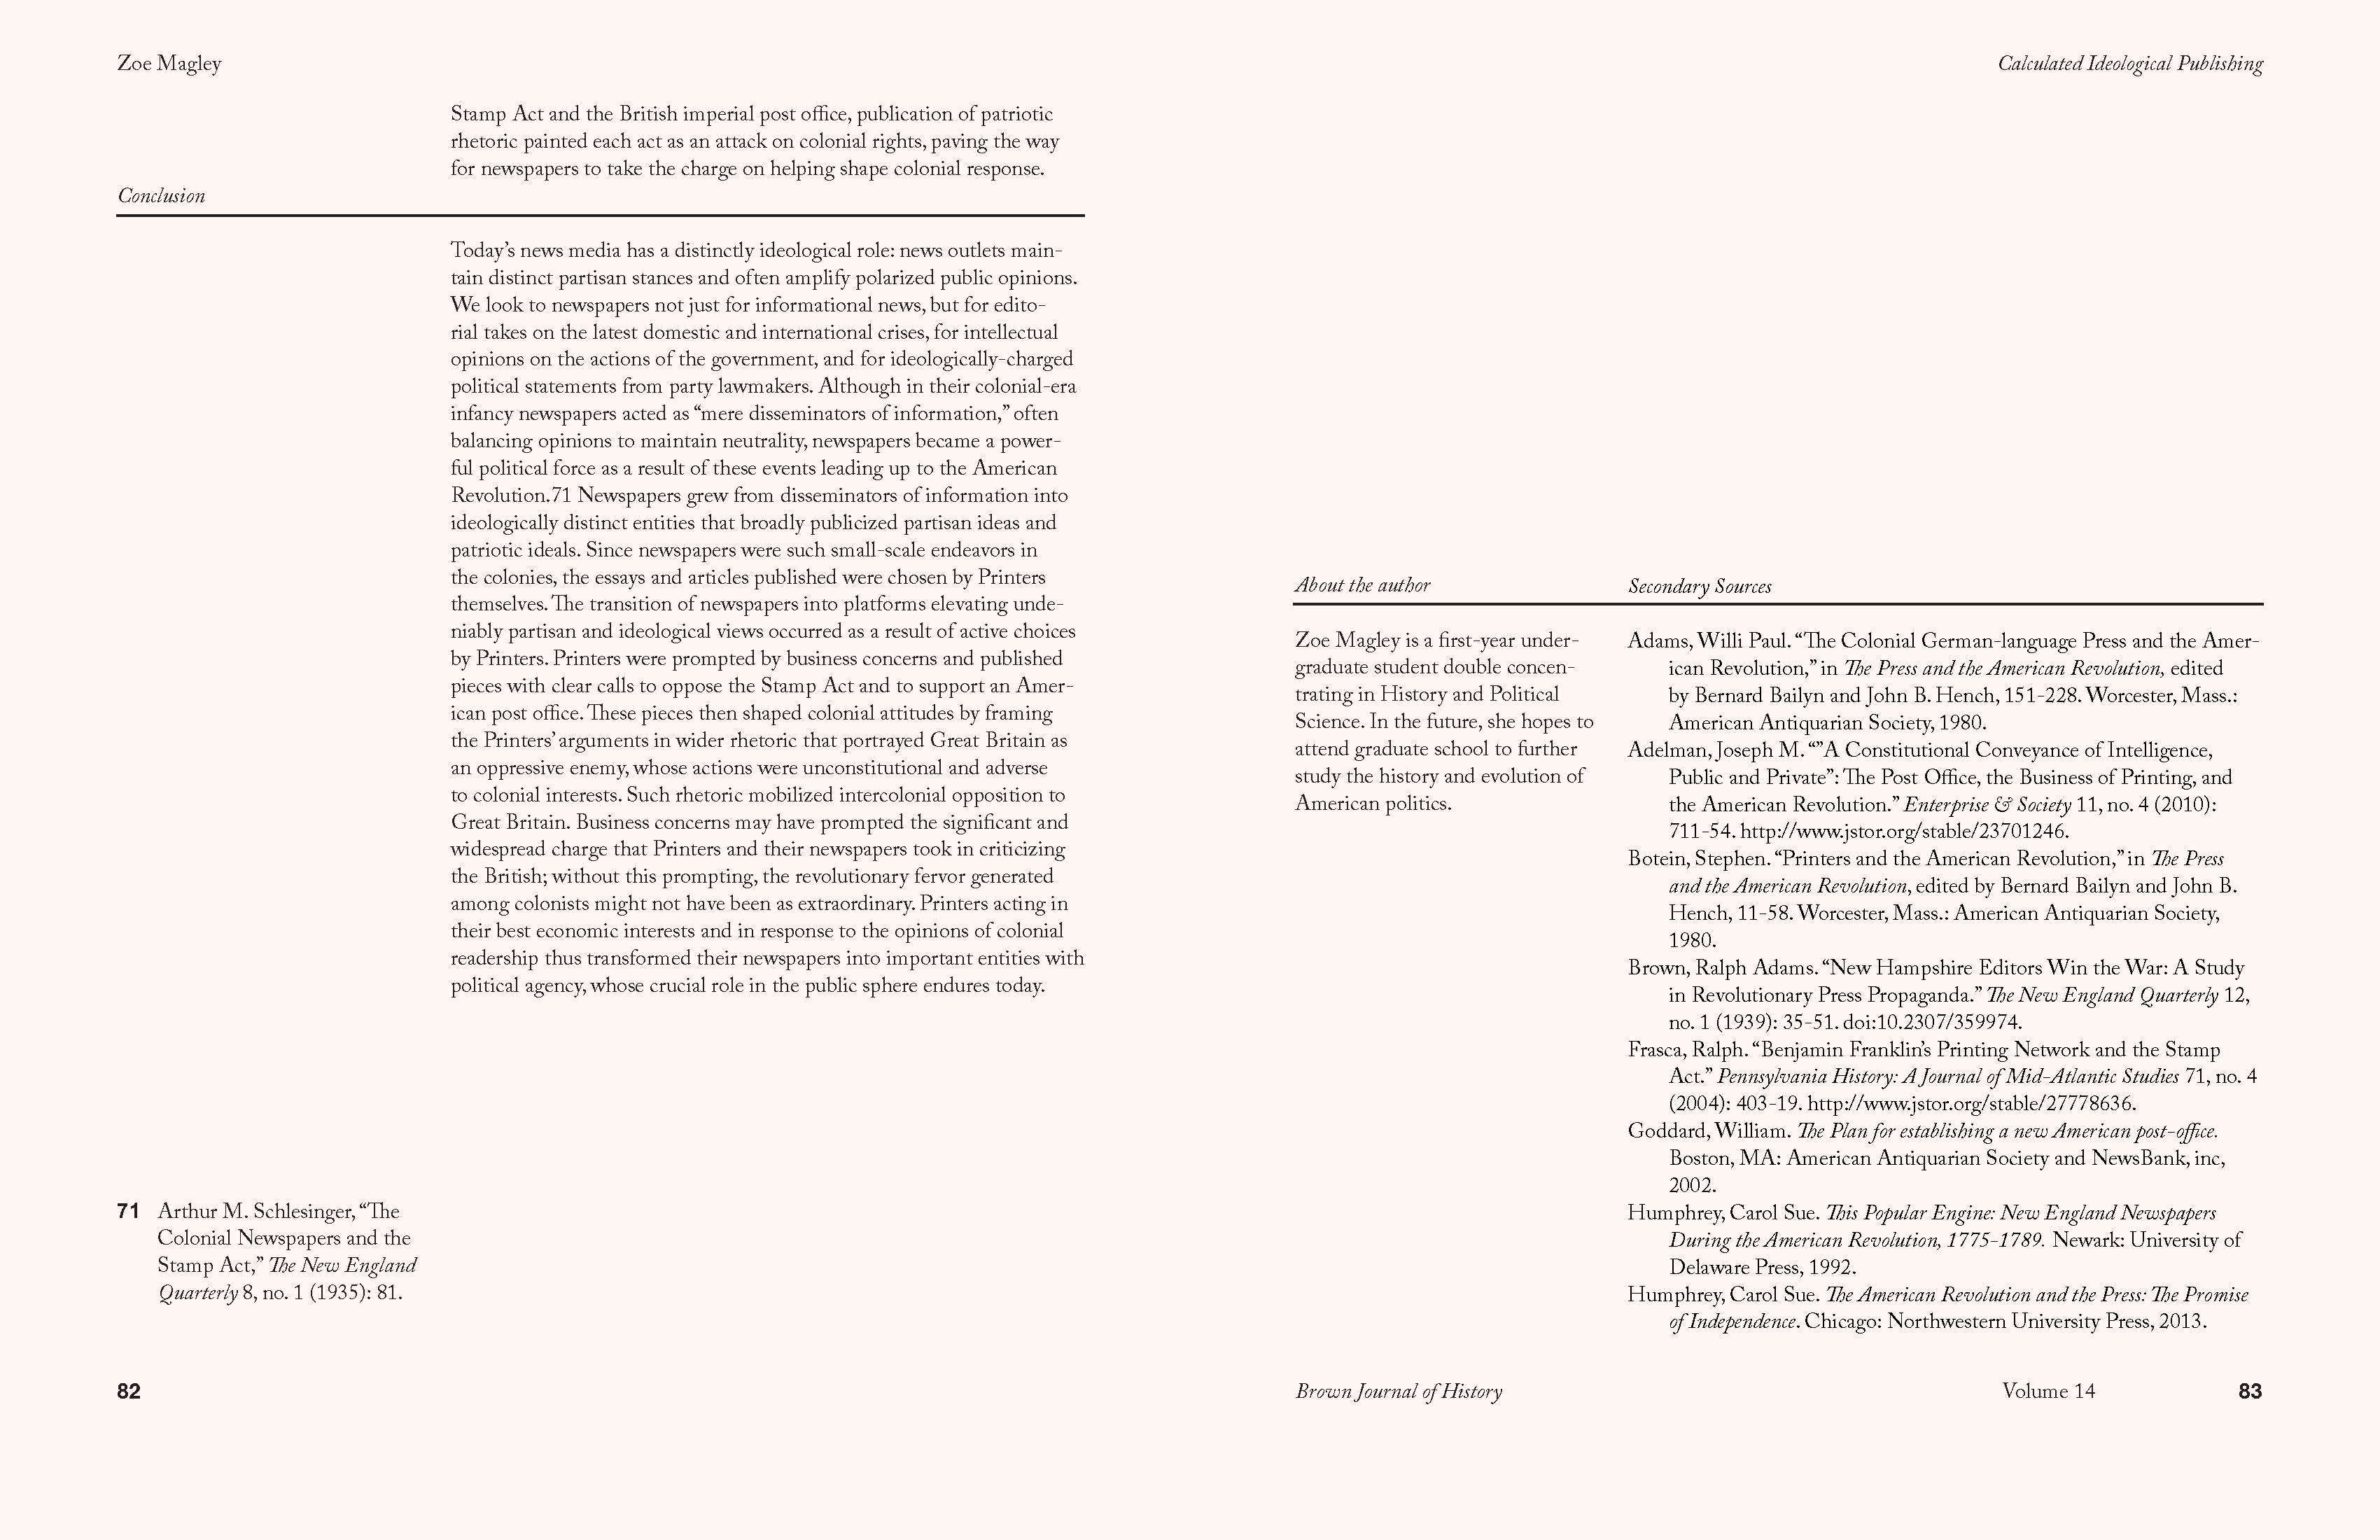 Zoe Magley
Stamp Act and the British imperial post office, publication of patriotic
rhetoric painted each act as an attack on colonial rights, paving the way
for newspapers to take the charge on helping shape colonial response.
Conclusion
Today’s news media has a distinctly ideological role: news outlets main-
tain distinct partisan stances and often amplify polarized public opinions.
We look to newspapers not just for informational news, but for edito-
rial takes on the latest domestic and international crises, for intellectual
opinions on the actions of the government, and for ideologically-charged
political statements from party lawmakers. Although in their colonial-era
infancy newspapers acted as “mere disseminators of information,” often
balancing opinions to maintain neutrality, newspapers became a power-
ful political force as a result of these events leading up to the American
Revolution.71 Newspapers grew from disseminators of information into
ideologically distinct entities that broadly publicized partisan ideas and
patriotic ideals. Since newspapers were such small-scale endeavors in
the colonies, the essays and articles published were chosen by Printers
themselves. The transition of newspapers into platforms elevating unde-
niably partisan and ideological views occurred as a result of active choices
by Printers. Printers were prompted by business concerns and published
pieces with clear calls to oppose the Stamp Act and to support an Amer-
ican post office. These pieces then shaped colonial attitudes by framing
the Printers’ arguments in wider rhetoric that portrayed Great Britain as
an oppressive enemy, whose actions were unconstitutional and adverse
to colonial interests. Such rhetoric mobilized intercolonial opposition to
Great Britain. Business concerns may have prompted the significant and
widespread charge that Printers and their newspapers took in criticizing
the British; without this prompting, the revolutionary fervor generated
among colonists might not have been as extraordinary. Printers acting in
their best economic interests and in response to the opinions of colonial
readership thus transformed their newspapers into important entities with
political agency, whose crucial role in the public sphere endures today.
71 Arthur M. Schlesinger, “The
Colonial Newspapers and the
Stamp Act,” The New England
Quarterly 8, no. 1 (1935): 81.
82
Calculated Ideological Publishing
About the author
Zoe Magley is a first-year under-
graduate student double concen-
trating in History and Political
Science. In the future, she hopes to
attend graduate school to further
study the history and evolution of
American politics.
Secondary Sources
Adams, Willi Paul. “The Colonial German-language Press and the Amer-
ican Revolution,” in The Press and the American Revolution, edited
by Bernard Bailyn and John B. Hench, 151-228. Worcester, Mass.:
American Antiquarian Society, 1980.
Adelman, Joseph M. “”A Constitutional Conveyance of Intelligence,
Public and Private”: The Post Office, the Business of Printing, and
the American Revolution.” Enterprise & Society 11, no. 4 (2010):
711-54. http://www.jstor.org/stable/23701246.
Botein, Stephen. “Printers and the American Revolution,” in The Press
and the American Revolution, edited by Bernard Bailyn and John B.
Hench, 11-58. Worcester, Mass.: American Antiquarian Society,
1980.
Brown, Ralph Adams. “New Hampshire Editors Win the War: A Study
in Revolutionary Press Propaganda.” The New England Quarterly 12,
no. 1 (1939): 35-51. doi:10.2307/359974.
Frasca, Ralph. “Benjamin Franklin’s Printing Network and the Stamp
Act.” Pennsylvania History: A Journal of Mid-Atlantic Studies 71, no. 4
(2004): 403-19. http://www.jstor.org/stable/27778636.
Goddard, William. The Plan for establishing a new American post-office.
Boston, MA: American Antiquarian Society and NewsBank, inc,
2002.
Humphrey, Carol Sue. This Popular Engine: New England Newspapers
During the American Revolution, 1775-1789. Newark: University of
Delaware Press, 1992.
Humphrey, Carol Sue. The American Revolution and the Press: The Promise
of Independence. Chicago: Northwestern University Press, 2013.
Brown Journal of History
Volume 14
83